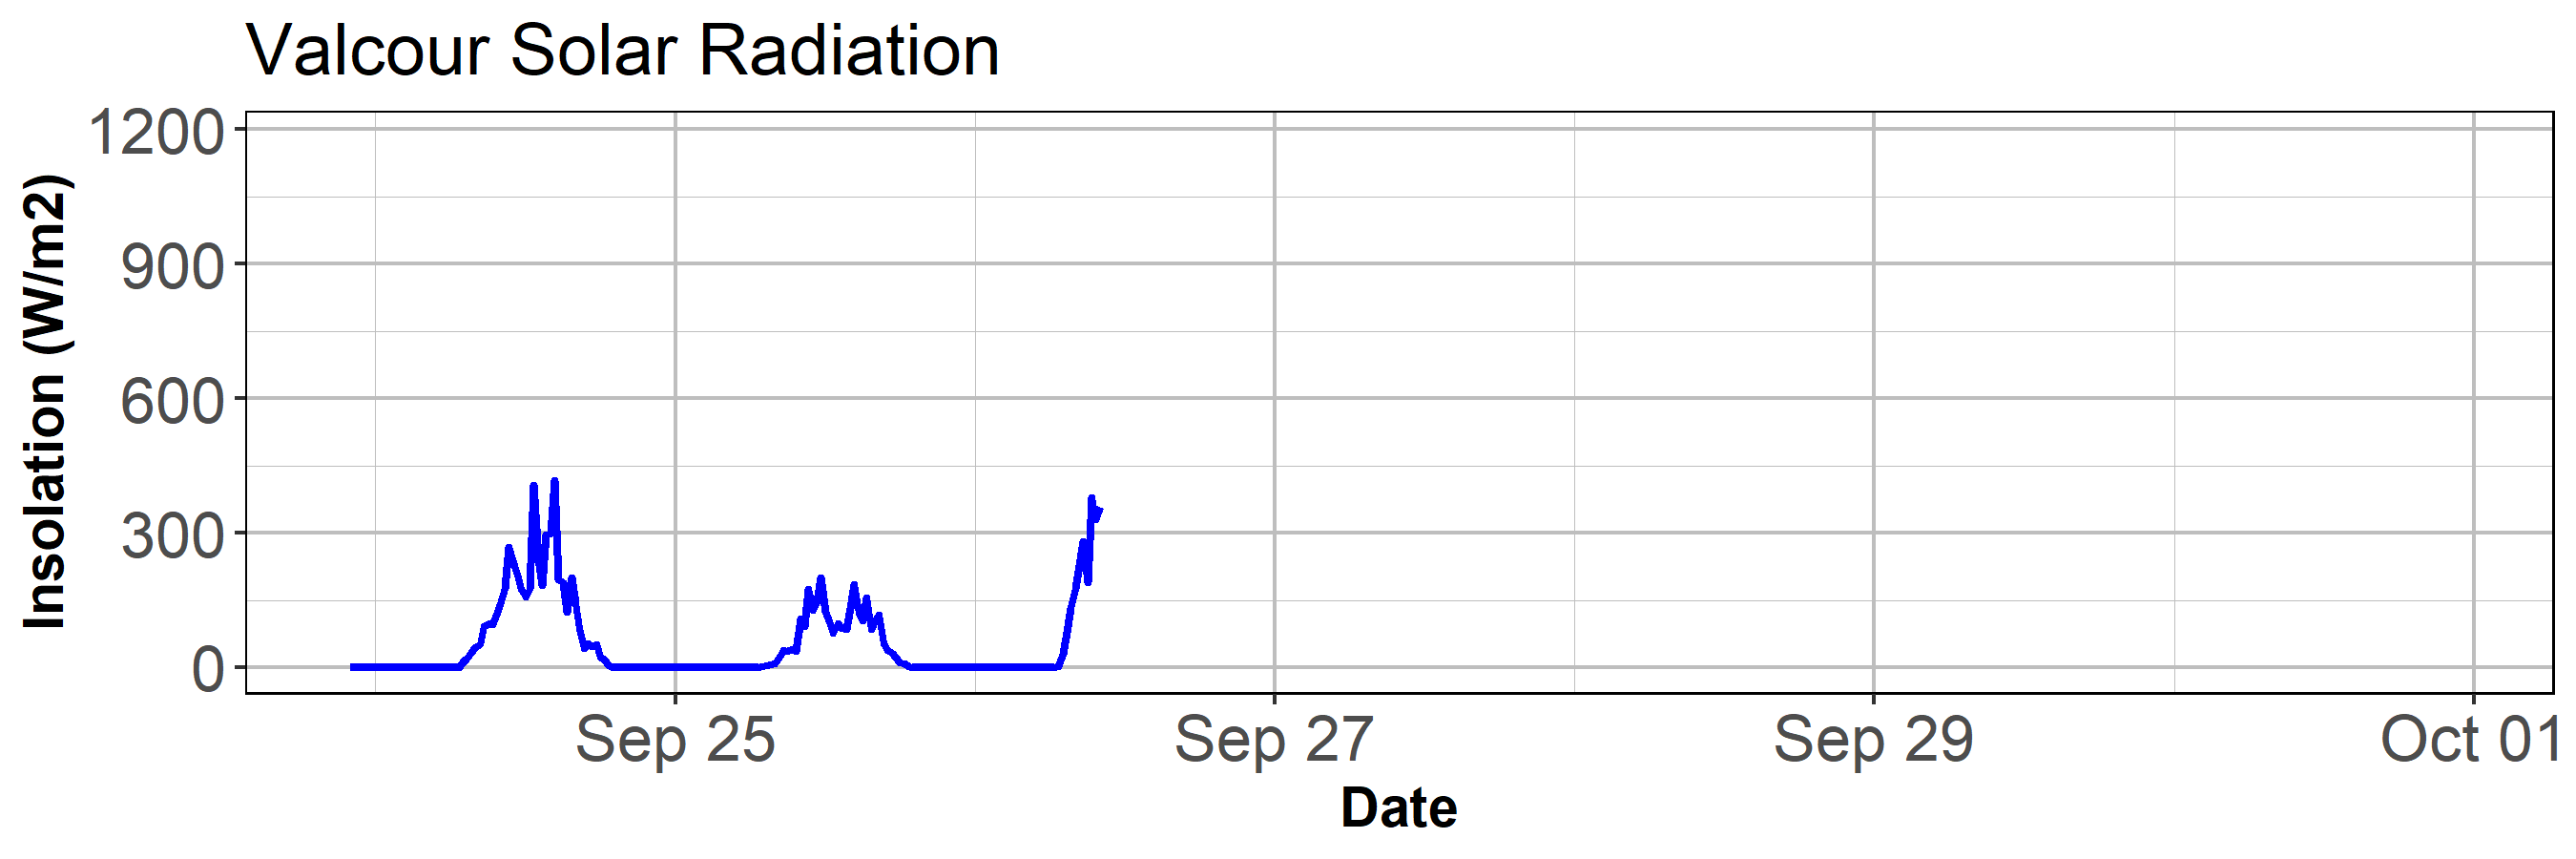 Valcour Solar Radiation
1200
900
600
300
0
Insolation (W/m2)
Sep 25
Sep 27
Sep 29
Oct 01
Date